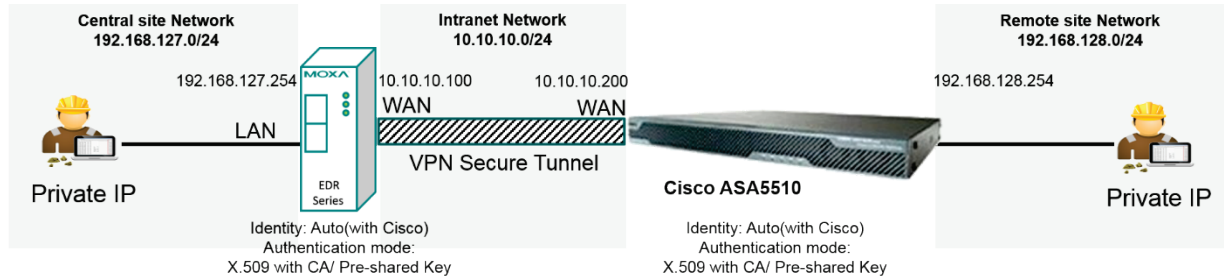 Central site Network
192.168.127.0/24
Intranet Network
10.10.10.0/24
Remote site Network
192.168.128.0/24
192.168.127.254
MOXA
10.10.10.100
10.10.10.200
192.168.128.254
WAN
WAN
LAN
VPN Secure Tunnel
Private IP
EDR
Series
Cisco ASA5510
Private IP
Identity: Auto(with Cisco)
Authentication mode:
X.509 with CA/ Pre-shared Key
Identity: Auto(with Cisco)
Authentication mode:
X.509 with CA/ Pre-shared Key